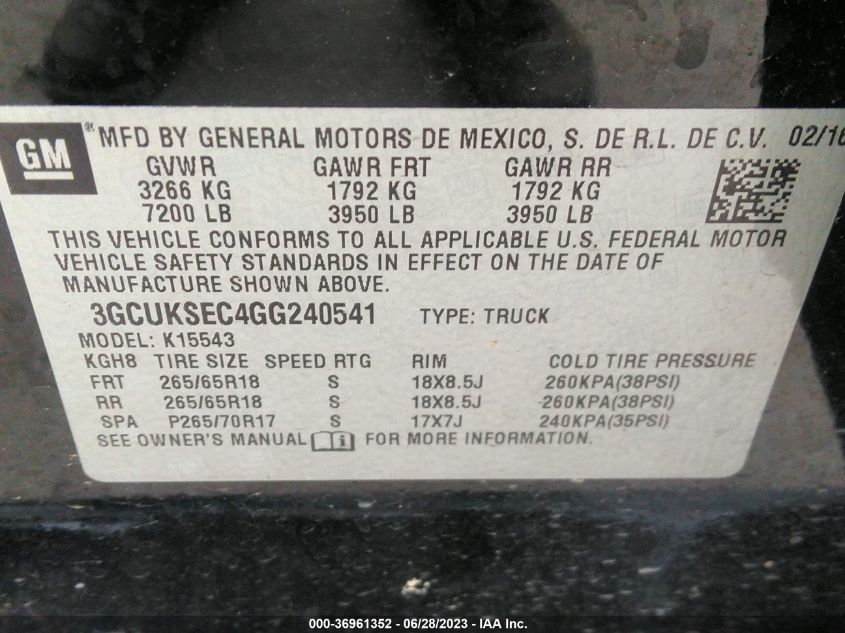 GM ® MFD BY GENERAL MOTORS DE MEXICO, S. DE R.L. DE C.V. 02/16
GVWR GAWR FRT GAWR RR
3266 KG 1792 KG 1792 KG
7200 LB 3950 LB 3950 LB
THIS VEHICLE CONFORMS TO ALL APPLICABLE U.S. FEDERAL MOTOR
VEHICLE SAFETY STANDARDS IN EFFECT ON THE DATE OF
MANUFACTURE SHOWN ABOVE.
3GCUKSEC4GG240541 TYPE: TRUCK
MODEL: K15543
KGH8 TIRE SIZE SPEED RTG RIM COLD TIRE PRESSURE
FRT 265/65R18 S 18X8.5J 260KPA(38PSI)
RR 265/65R18 S 18X8.5J 260KPA(38PSI)
SPA P265/70R17 S 17X7J 240KPA(35PSI)
SEE OWNER'S MANUAL i FOR MORE INFORMATION.
000-36961352 - 06/28/2023 - IAA Inc.